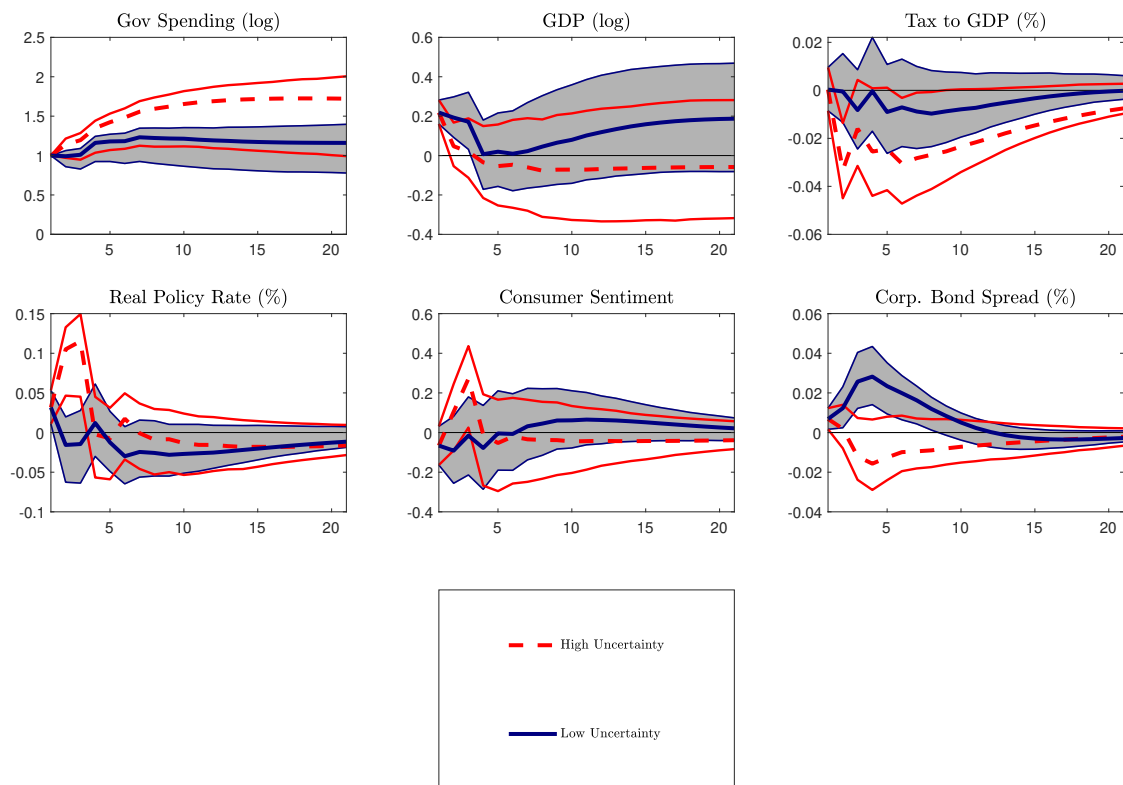 Gov Spending (log)
2.5
2
1.5
1
0.5
0
5 10 15 20
GDP (log)
0.6
0.4
0.2
0
-0.2
-0.4
5 10 15 20
Tax to GDP (%)
0.02
0
-0.02
-0.04
-0.06
5 10 15 20
Real Policy Rate (%)
0.15
0.1
0.05
0
-0.05
-0.1
5 10 15 20
Consumer Sentiment
0.6
0.4
0.2
0
-0.2
-0.4
5 10 15 20
Corp. Bond Spread (%)
0.06
0.04
0.02
0
-0.02
-0.04
5 10 15 20
High Uncertainty
Low Uncertainty